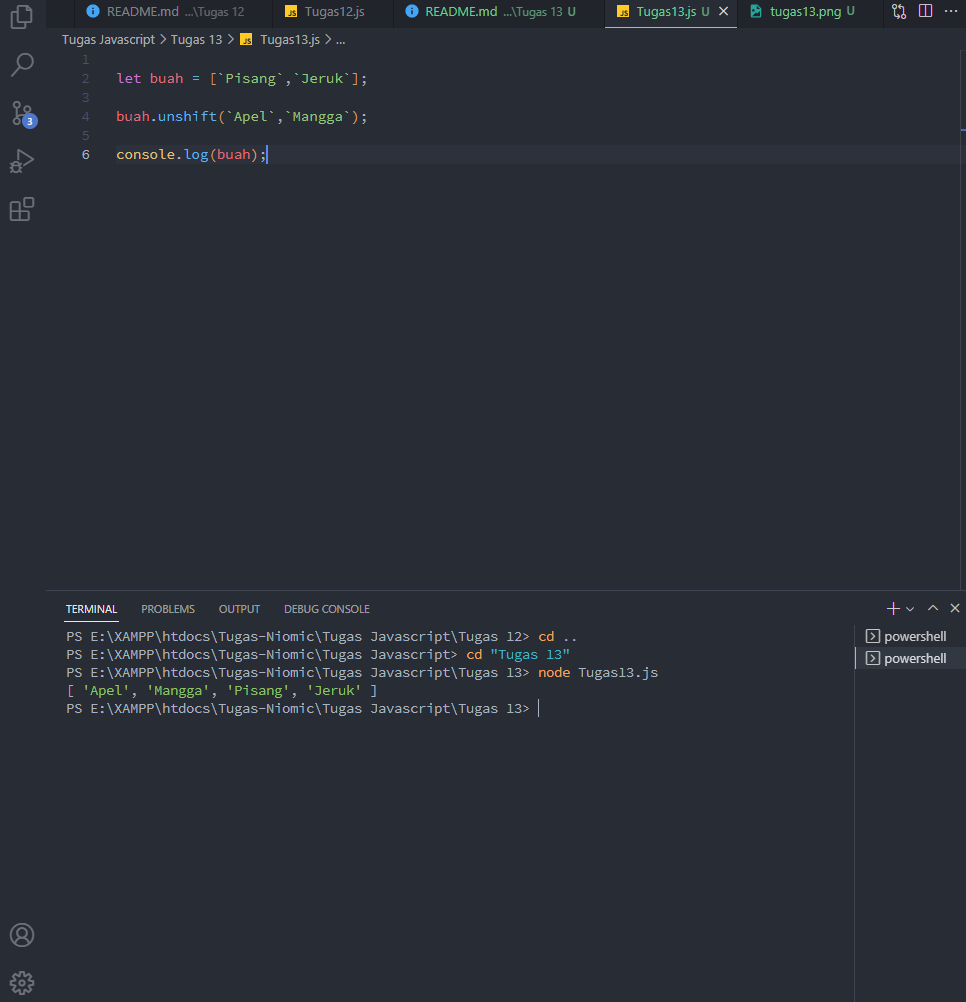 README.md ...\Tugas 12 JS Tugas12.js README.md ...\Tugas 13 U JS Tugas13.js U tugas13.png U
Tugas Javascript > Tugas 13 > JS Tugas13.js > ...
1
2 let buah = [`Pisang`,`Jeruk`];
3
4 buah.unshift(`Apel`,`Mangga`);
5
6 console.log(buah);
3
TERMINAL PROBLEMS OUTPUT DEBUG CONSOLE
PS E:\XAMPP\htdocs\Tugas-Niomic\Tugas Javascript\Tugas 12> cd ..
PS E:\XAMPP\htdocs\Tugas-Niomic\Tugas Javascript> cd "Tugas 13"
PS E:\XAMPP\htdocs\Tugas-Niomic\Tugas Javascript\Tugas 13> node Tugas13.js
[ 'Apel', 'Mangga', 'Pisang', 'Jeruk' ]
PS E:\XAMPP\htdocs\Tugas-Niomic\Tugas Javascript\Tugas 13>
powershell
powershell